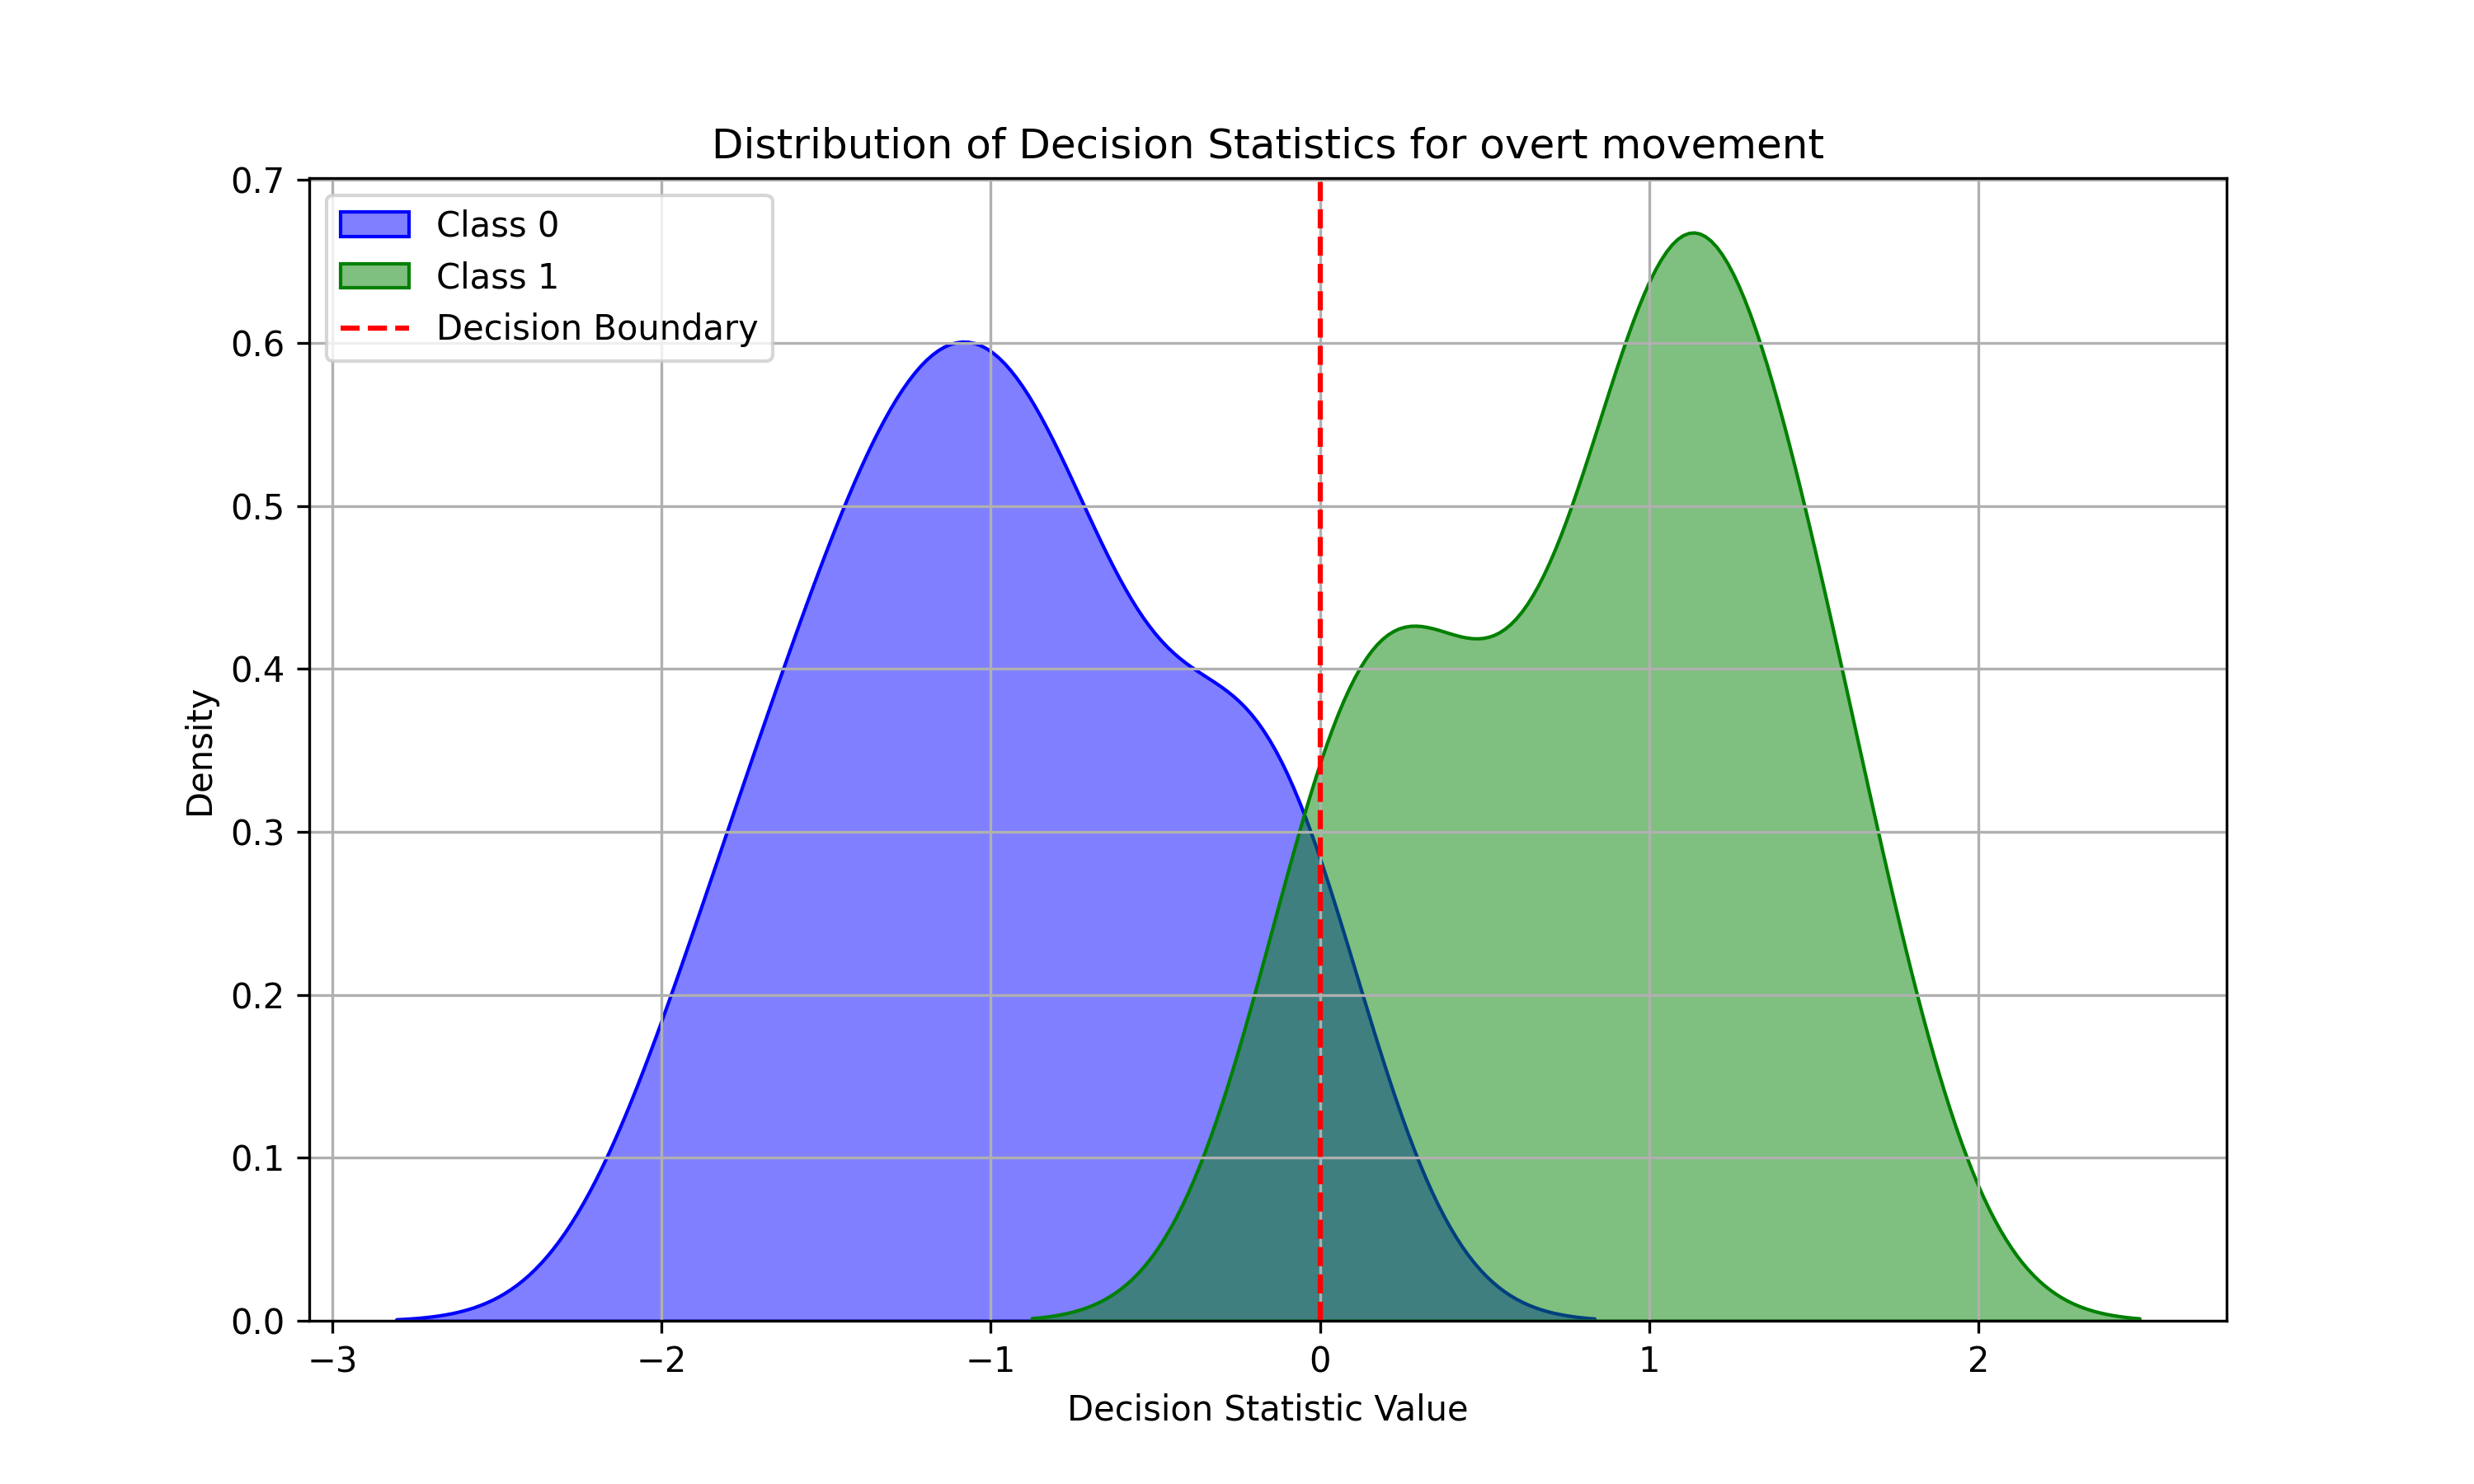 Distribution of Decision Statistics for overt movement
Class 0
Class 1
Decision Boundary
0.7
0.6
0.5
0.4
0.3
0.2
0.1
0.0
Density
−3 −2 −1 0 1 2
Decision Statistic Value